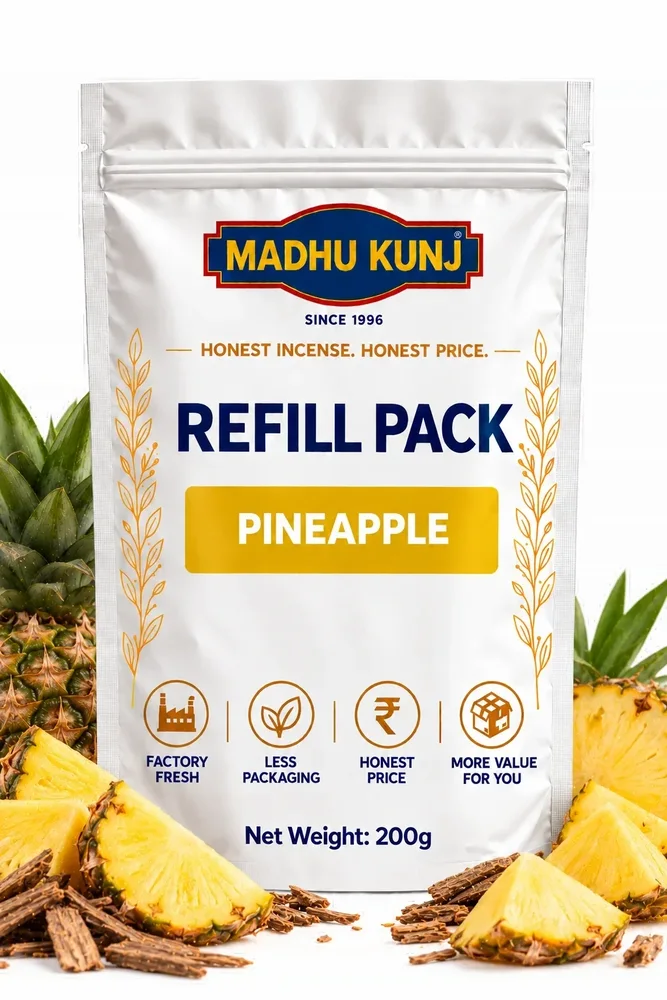 MADHU KUNJ®
SINCE 1996
HONEST INCENSE. HONEST PRICE.
REFILL PACK
PINEAPPLE
FACTORY
FRESH
LESS
PACKAGING
HONEST
PRICE
MORE VALUE
FOR YOU
Net Weight: 200g